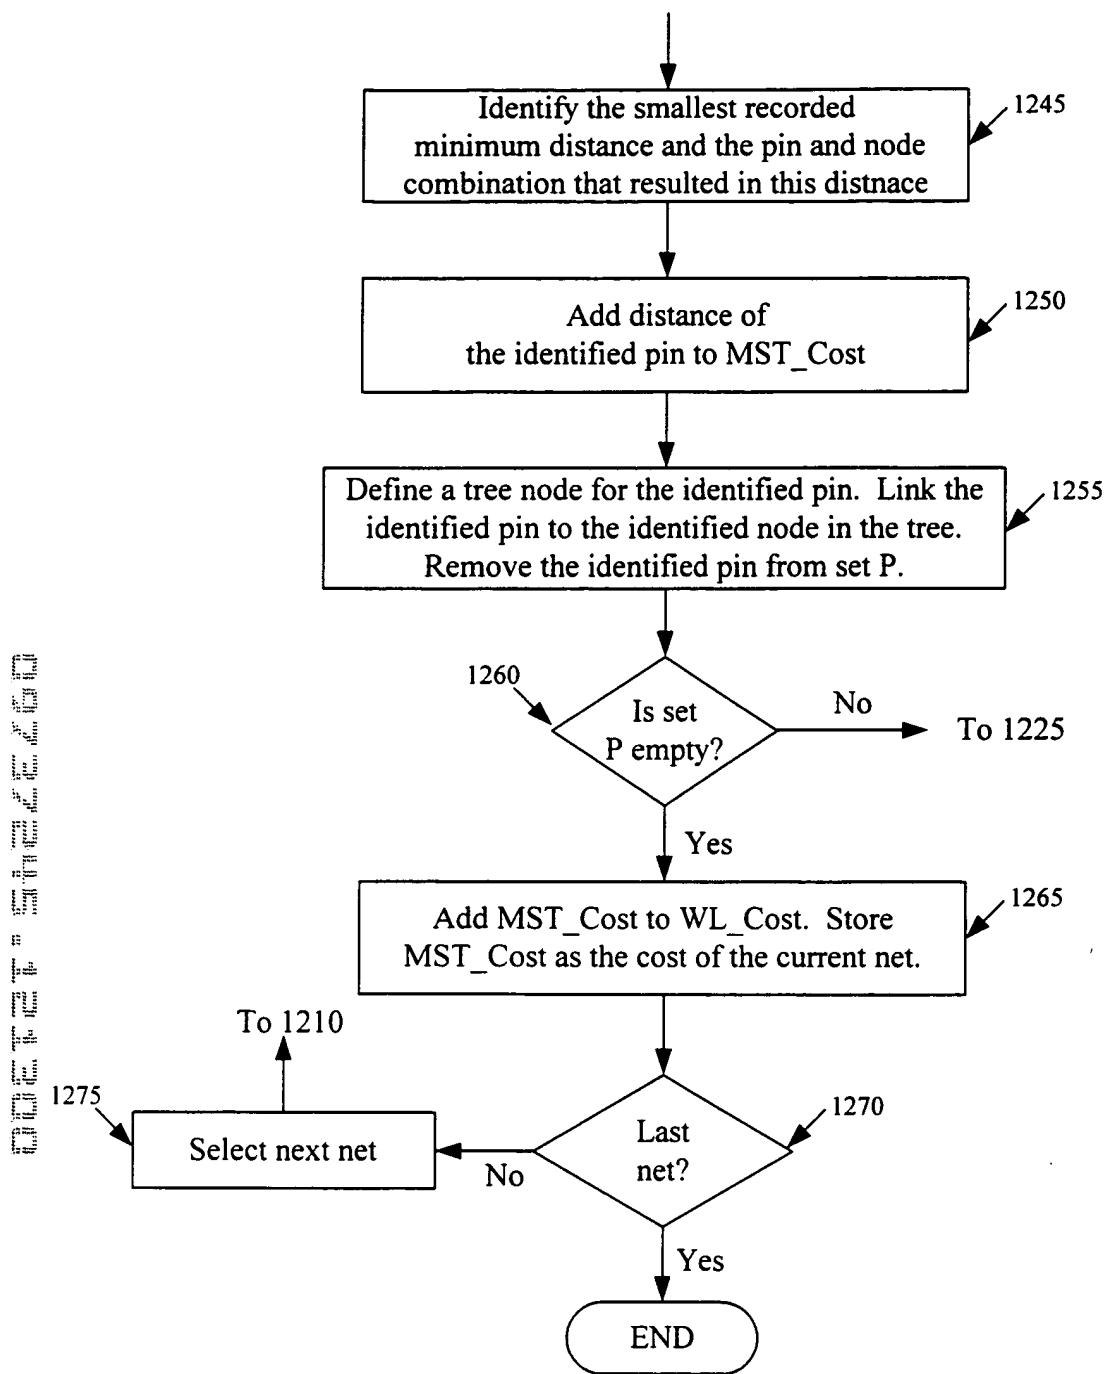 Identify the smallest recorded
minimum distance and the pin and node
combination that resulted in this distnace
1245
Add distance of
the identified pin to MST_Cost
1250
Define a tree node for the identified pin. Link the
identified pin to the identified node in the tree.
Remove the identified pin from set P.
1255
1260
Is set
P empty?
No
To 1225
Yes
Add MST_Cost to WL_Cost. Store
MST_Cost as the cost of the current net.
1265
To 1210
1275
Select next net
No
Last
net?
1270
Yes
END